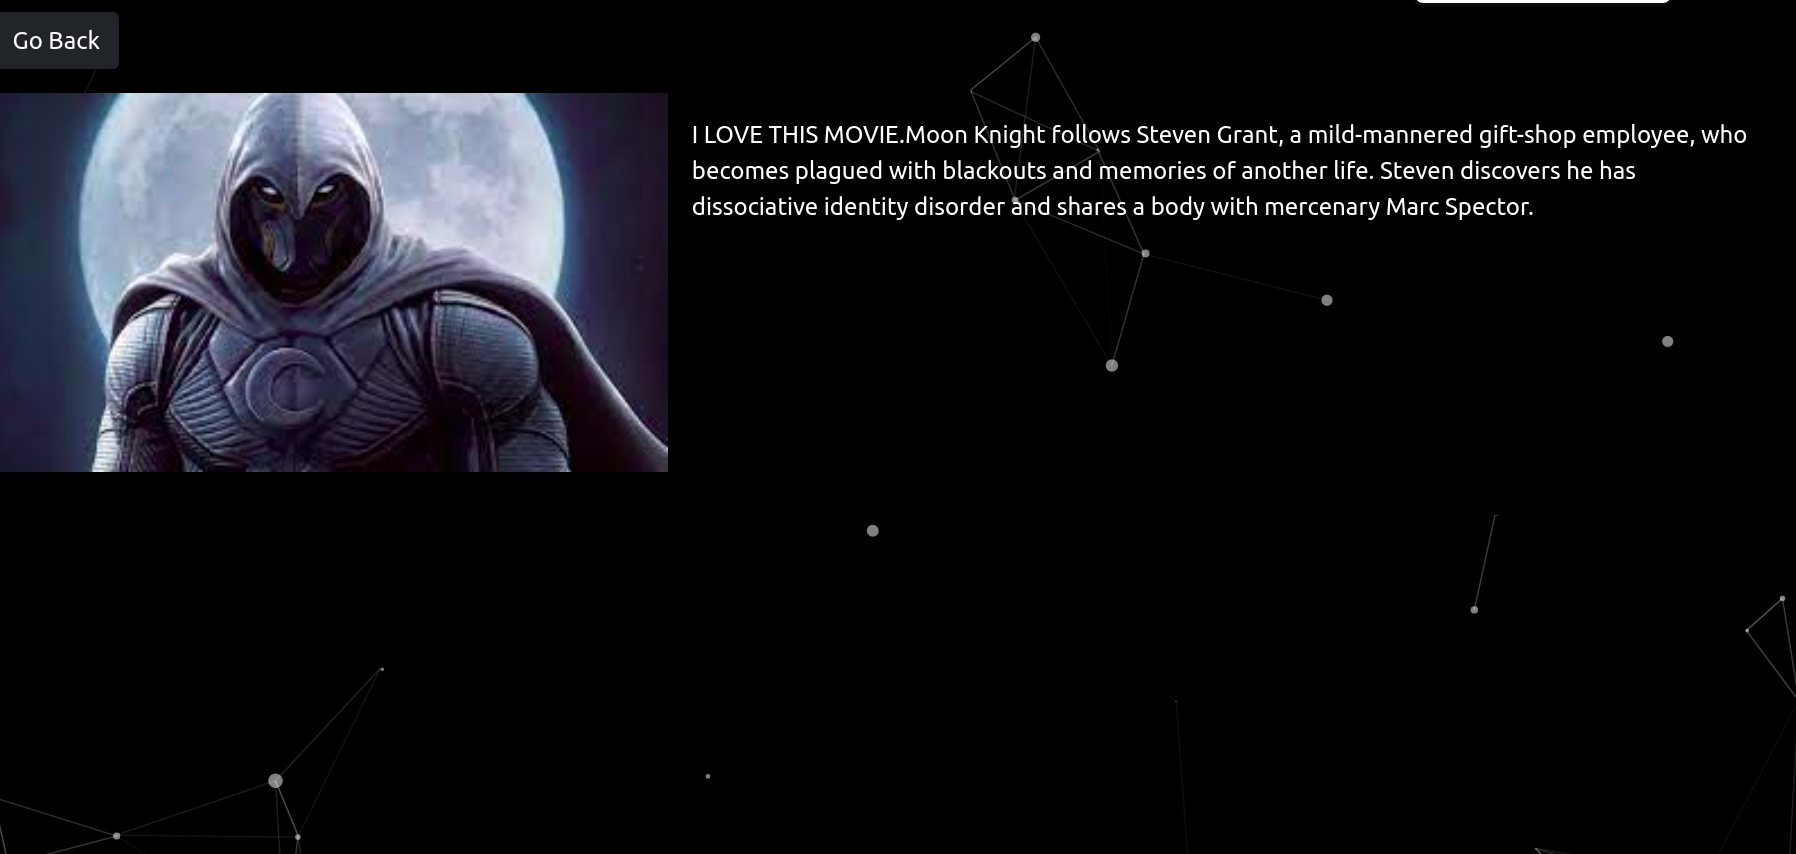 Go Back
I LOVE THIS MOVIE.Moon Knight follows Steven Grant, a mild-mannered gift-shop employee, who
becomes plagued with blackouts and memories of another life. Steven discovers he has
dissociative identity disorder and shares a body with mercenary Marc Spector.